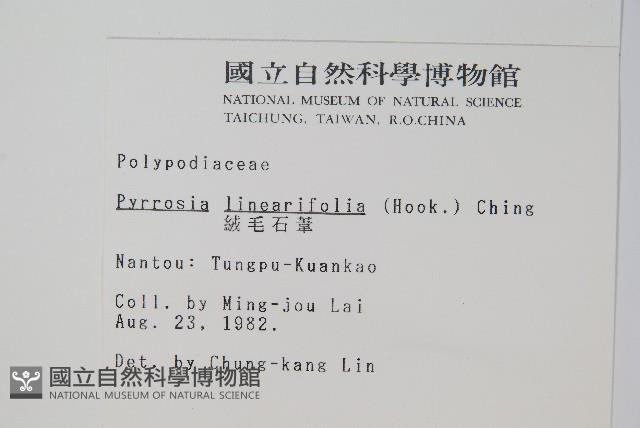 國立自然科學博物館
NATIONAL MUSEUM OF NATURAL SCIENCE
TAICHUNG, TAIWAN, R.O.CHINA
Polypodiaceae
Pyrrosia linearifolia (Hook.) Ching
絨毛石葦
Nantou: Tungpu-Kuankao
Coll. by Ming-jou Lai
Aug. 23, 1982.
Det. by Chung-kang Lin
國立自然科學博物館
NATIONAL MUSEUM OF NATURAL SCIENCE